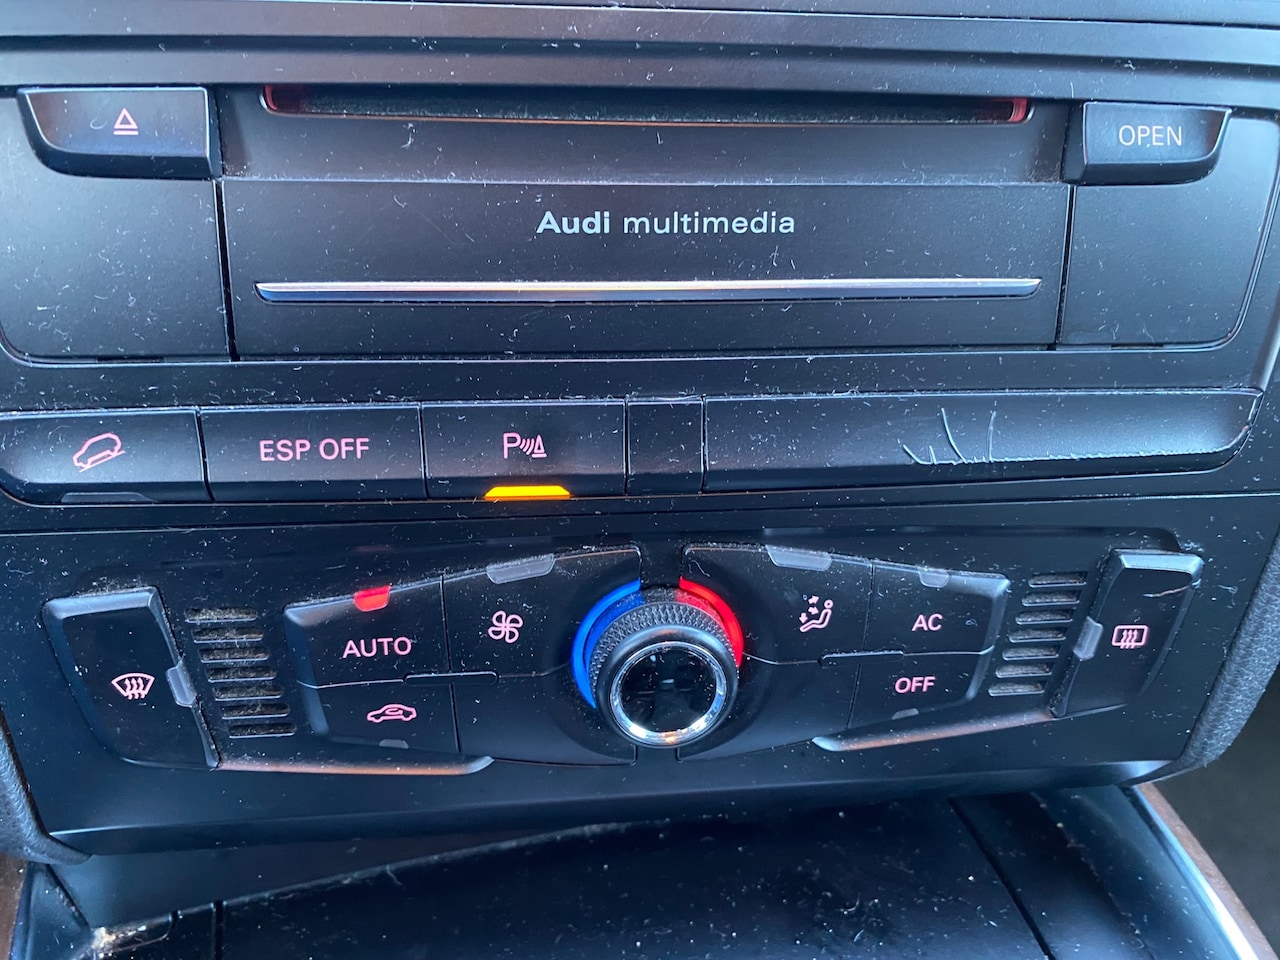 OPEN
Audi multimedia
ESP OFF
P
AUTO
AC
OFF